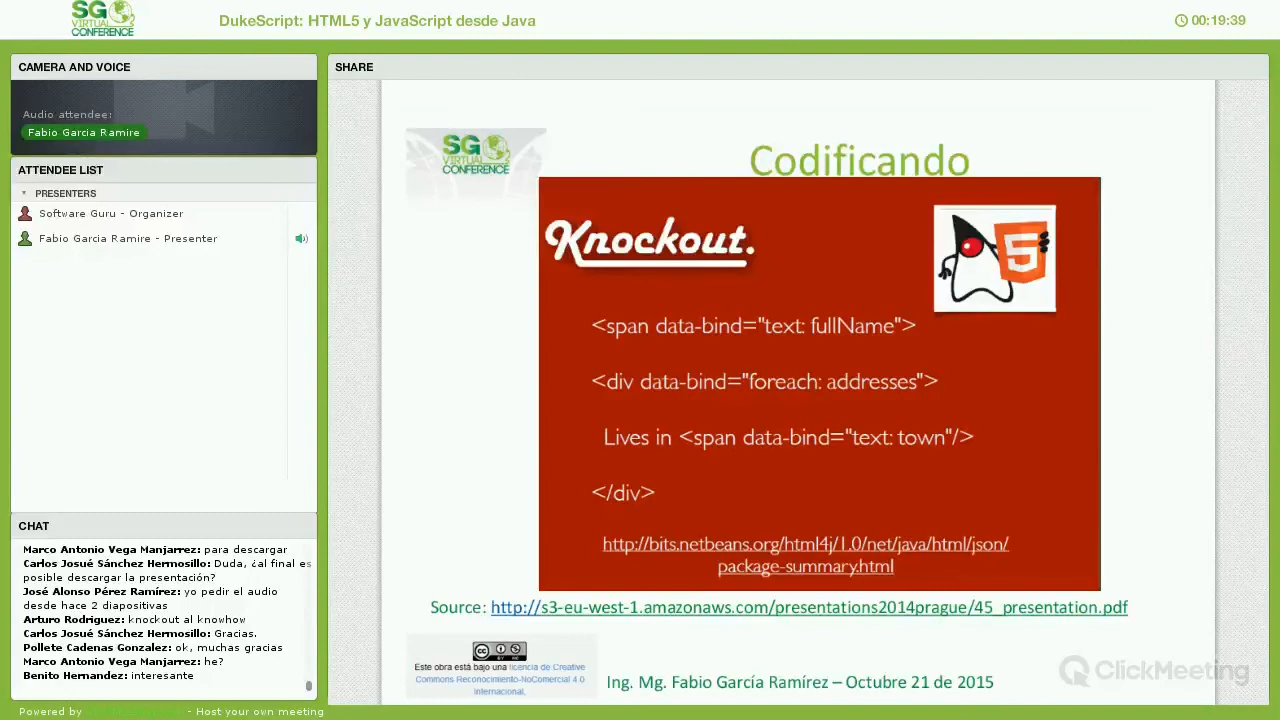 SG
VIRTUAL
CONFERENCE
DukeScript: HTML5 y JavaScript desde Java
00:19:39
CAMERA AND VOICE
Audio attendee:
Fabio Garcia Ramire
ATTENDEE LIST
PRESENTERS
Software Guru - Organizer
Fabio Garcia Ramire - Presenter
CHAT
Marco Antonio Vega Manjarrez: para descargar
Carlos Josué Sánchez Hermosillo: Duda, ¿al final es
posible descargar la presentación?
José Alonso Pérez Ramírez: yo pedir el audio
desde hace 2 diapositivas
Arturo Rodriguez: knockout al knowhow
Carlos Josué Sánchez Hermosillo: Gracias.
Pollete Cadenas Gonzalez: ok, muchas gracias
Marco Antonio Vega Manjarrez: he?
Benito Hernandez: interesante
Powered by
- Host your own meeting
SHARE
SG
VIRTUAL
CONFERENCE
Codificando
Knockout.
5
<span data-bind="text: fullName">
<div data-bind="foreach: addresses">
Lives in <span data-bind="text: town"/>
</div>
http://bits.netbeans.org/html4j/1.0/net/java/html/json/
package-summary.html
Source: http://s3-eu-west-1.amazonaws.com/presentations2014prague/45_presentation.pdf
cc
BY NC
Este obra está bajo una licencia de Creative
Commons Reconocimiento-NoComercial 4.0
Internacional.
Ing. Mg. Fabio García Ramírez – Octubre 21 de 2015
ClickMeeting